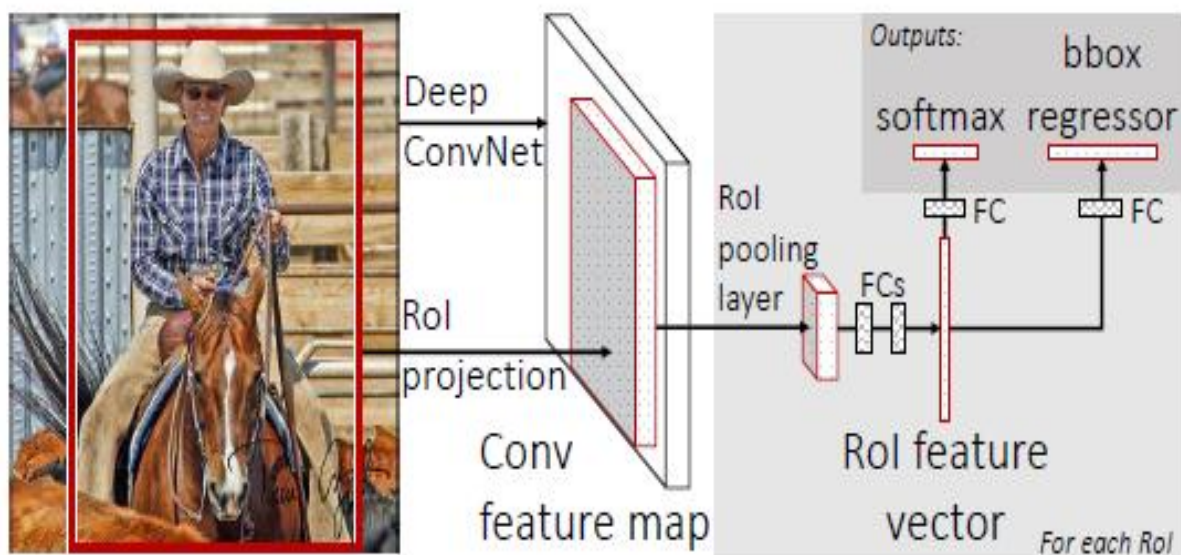 Deep
ConvNet
RoI
projection
Conv
feature map
RoI
pooling
layer
FCs
Outputs:
softmax
bbox
regressor
FC
FC
RoI feature
vector
For each RoI